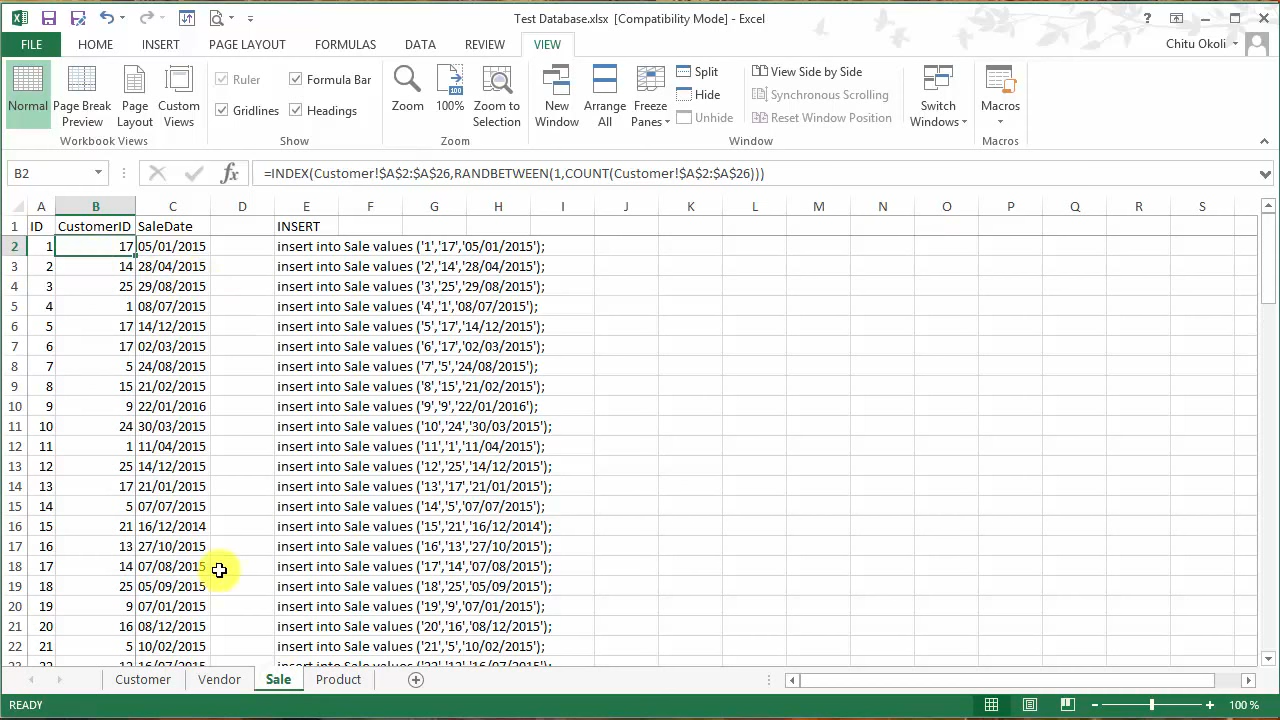 Test Database.xlsx [Compatibility Mode] - Excel
FILE HOME INSERT PAGE LAYOUT FORMULAS DATA REVIEW VIEW Chitu Okoli
Normal Page Break Preview Page Layout Custom Views
Workbook Views
Ruler Formula Bar
Gridlines Headings
Show
Zoom 100% Zoom to Selection
Zoom
New Window Arrange All Freeze Panes
Split
Hide
Unhide
View Side by Side
Synchronous Scrolling
Reset Window Position
Switch Windows
Window
Macros
Macros
B2 fx =INDEX(Customer!$A$2:$A$26,RANDBETWEEN(1,COUNT(Customer!$A$2:$A$26)))
A B C D E F G H I J K L M N O P Q R S
1 ID CustomerID SaleDate INSERT
2 1 17 05/01/2015 insert into Sale values ('1','17','05/01/2015');
3 2 14 28/04/2015 insert into Sale values ('2','14','28/04/2015');
4 3 25 29/08/2015 insert into Sale values ('3','25','29/08/2015');
5 4 1 08/07/2015 insert into Sale values ('4','1','08/07/2015');
6 5 17 14/12/2015 insert into Sale values ('5','17','14/12/2015');
7 6 17 02/03/2015 insert into Sale values ('6','17','02/03/2015');
8 7 5 24/08/2015 insert into Sale values ('7','5','24/08/2015');
9 8 15 21/02/2015 insert into Sale values ('8','15','21/02/2015');
10 9 9 22/01/2016 insert into Sale values ('9','9','22/01/2016');
11 10 24 30/03/2015 insert into Sale values ('10','24','30/03/2015');
12 11 1 11/04/2015 insert into Sale values ('11','1','11/04/2015');
13 12 25 14/12/2015 insert into Sale values ('12','25','14/12/2015');
14 13 17 21/01/2015 insert into Sale values ('13','17','21/01/2015');
15 14 5 07/07/2015 insert into Sale values ('14','5','07/07/2015');
16 15 21 16/12/2014 insert into Sale values ('15','21','16/12/2014');
17 16 13 27/10/2015 insert into Sale values ('16','13','27/10/2015');
18 17 14 07/08/2015 insert into Sale values ('17','14','07/08/2015');
19 18 25 05/09/2015 insert into Sale values ('18','25','05/09/2015');
20 19 9 07/01/2015 insert into Sale values ('19','9','07/01/2015');
21 20 16 08/12/2015 insert into Sale values ('20','16','08/12/2015');
22 21 5 10/02/2015 insert into Sale values ('21','5','10/02/2015');
23 22 12 16/07/2015 insert into Sale values ('22','12','16/07/2015');
Customer Vendor Sale Product
READY 100 %